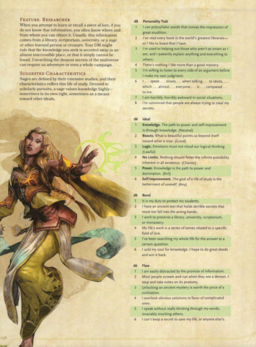 FEATURE: RESEARCHER
When you attempt to learn or recall a piece of lore, if you
do not know that information, you often know where and
from whom you can obtain it. Usually, this information
comes from a library, scriptorium, university, or a sage
or other learned person or creature. Your DM might
rule that the knowledge you seek is secreted away in an
almost inaccessible place, or that it simply cannot be
found. Unearthing the deepest secrets of the multiverse
can require an adventure or even a whole campaign.
SUGGESTED CHARACTERISTICS
Sages are defined by their extensive studies, and their
characteristics reflect this life of study. Devoted to
scholarly pursuits, a sage values knowledge highly—
sometimes in its own right, sometimes as a means
toward other ideals.
d8 Personality Trait
1 I use polysyllabic words that convey the impression of
great erudition.
2 I've read every book in the world's greatest libraries—
or I like to boast that I have.
3 I'm used to helping out those who aren't as smart as I
am, and I patiently explain anything and everything to
others.
4 There's nothing I like more than a good mystery.
5 I'm willing to listen to every side of an argument before
I make my own judgment.
6 I . . . speak . . . slowly . . . when talking . . . to idiots, . . .
which . . . almost . . . everyone . . . is . . . compared
. . . to me.
7 I am horribly, horribly awkward in social situations.
8 I'm convinced that people are always trying to steal my
secrets.
d6 Ideal
1 Knowledge. The path to power and self-improvement
is through knowledge. (Neutral)
2 Beauty. What is beautiful points us beyond itself
toward what is true. (Good)
3 Logic. Emotions must not cloud our logical thinking.
(Lawful)
4 No Limits. Nothing should fetter the infinite possibility
inherent in all existence. (Chaotic)
5 Power. Knowledge is the path to power and
domination. (Evil)
6 Self-Improvement. The goal of a life of study is the
betterment of oneself. (Any)
d6 Bond
1 It is my duty to protect my students.
2 I have an ancient text that holds terrible secrets that
must not fall into the wrong hands.
3 I work to preserve a library, university, scriptorium,
or monastery.
4 My life's work is a series of tomes related to a specific
field of lore.
5 I've been searching my whole life for the answer to a
certain question.
6 I sold my soul for knowledge. I hope to do great deeds
and win it back.
d6 Flaw
1 I am easily distracted by the promise of information.
2 Most people scream and run when they see a demon. I
stop and take notes on its anatomy.
3 Unlocking an ancient mystery is worth the price of a
civilization.
4 I overlook obvious solutions in favor of complicated
ones.
5 I speak without really thinking through my words,
invariably insulting others.
6 I can't keep a secret to save my life, or anyone else's.